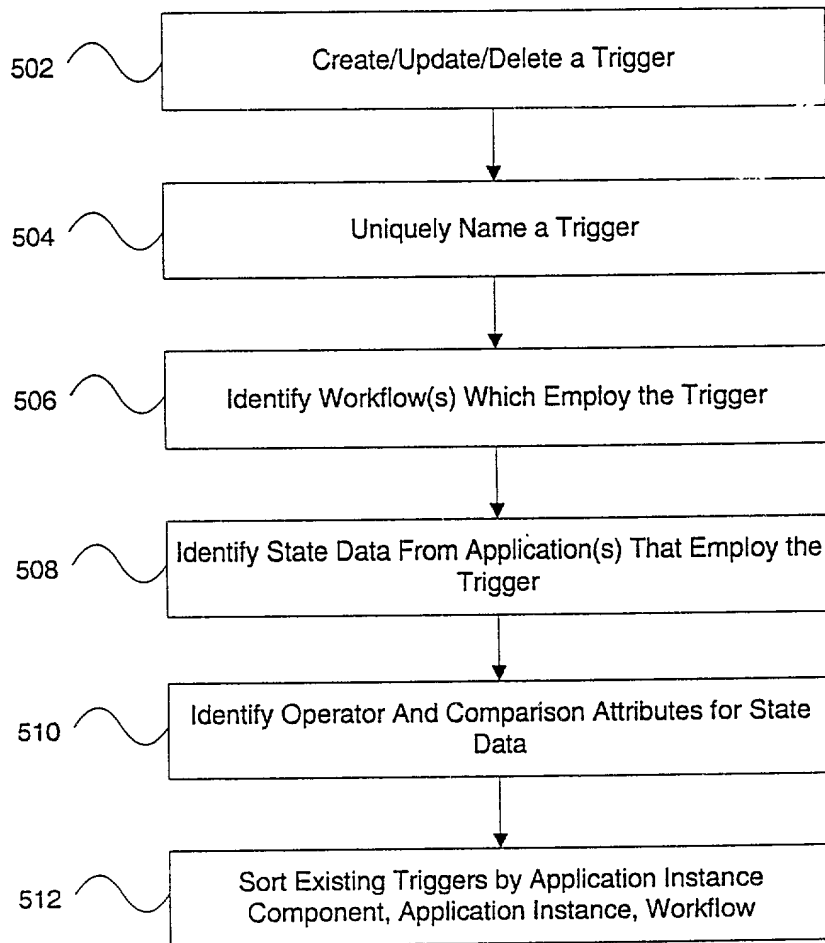 502
Create/Update/Delete a Trigger
504
Uniquely Name a Trigger
506
Identify Workflow(s) Which Employ the Trigger
508
Identify State Data From Application(s) That Employ the
Trigger
510
Identify Operator And Comparison Attributes for State
Data
512
Sort Existing Triggers by Application Instance
Component, Application Instance, Workflow